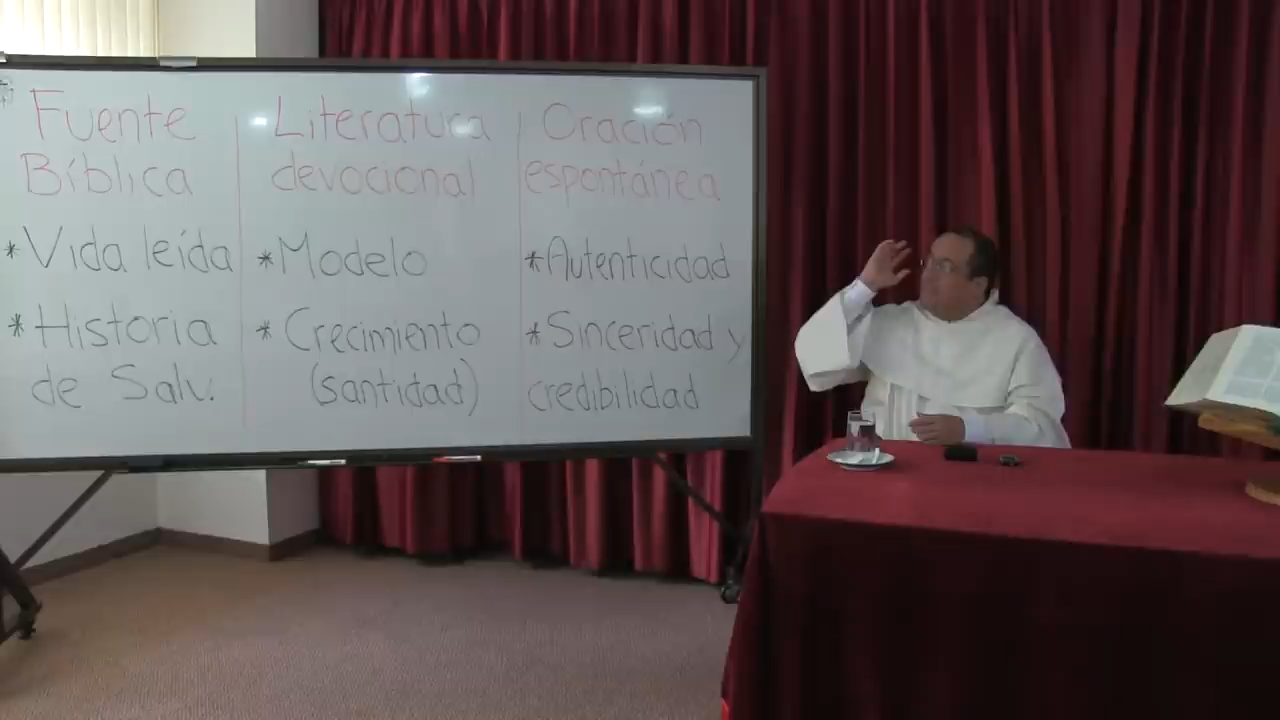 Fuente
Bíblica
* Vida leída
* Historia
de Salv.
Literatura
devocional
* Modelo
* Crecimiento
(santidad)
Oración
espontánea
* Autenticidad
* Sinceridad y
credibilidad